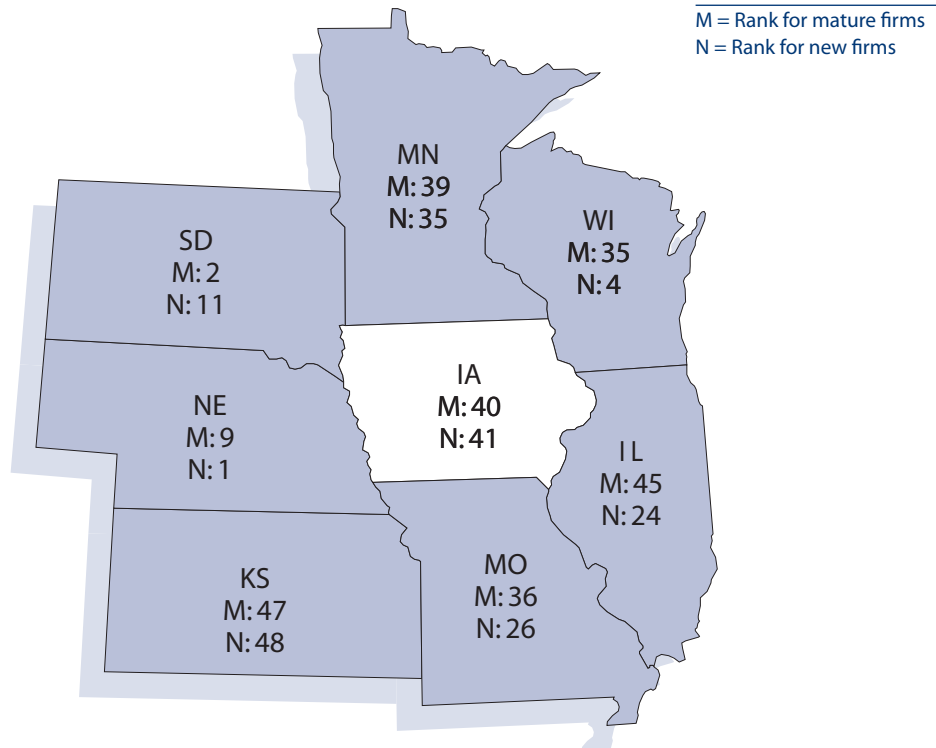 M = Rank for mature firms
N = Rank for new firms
MN
M: 39
N: 35
WI
M: 35
N: 4
SD
M: 2
N: 11
IA
M: 40
N: 41
NE
M: 9
N: 1
IL
M: 45
N: 24
MO
M: 36
N: 26
KS
M: 47
N: 48